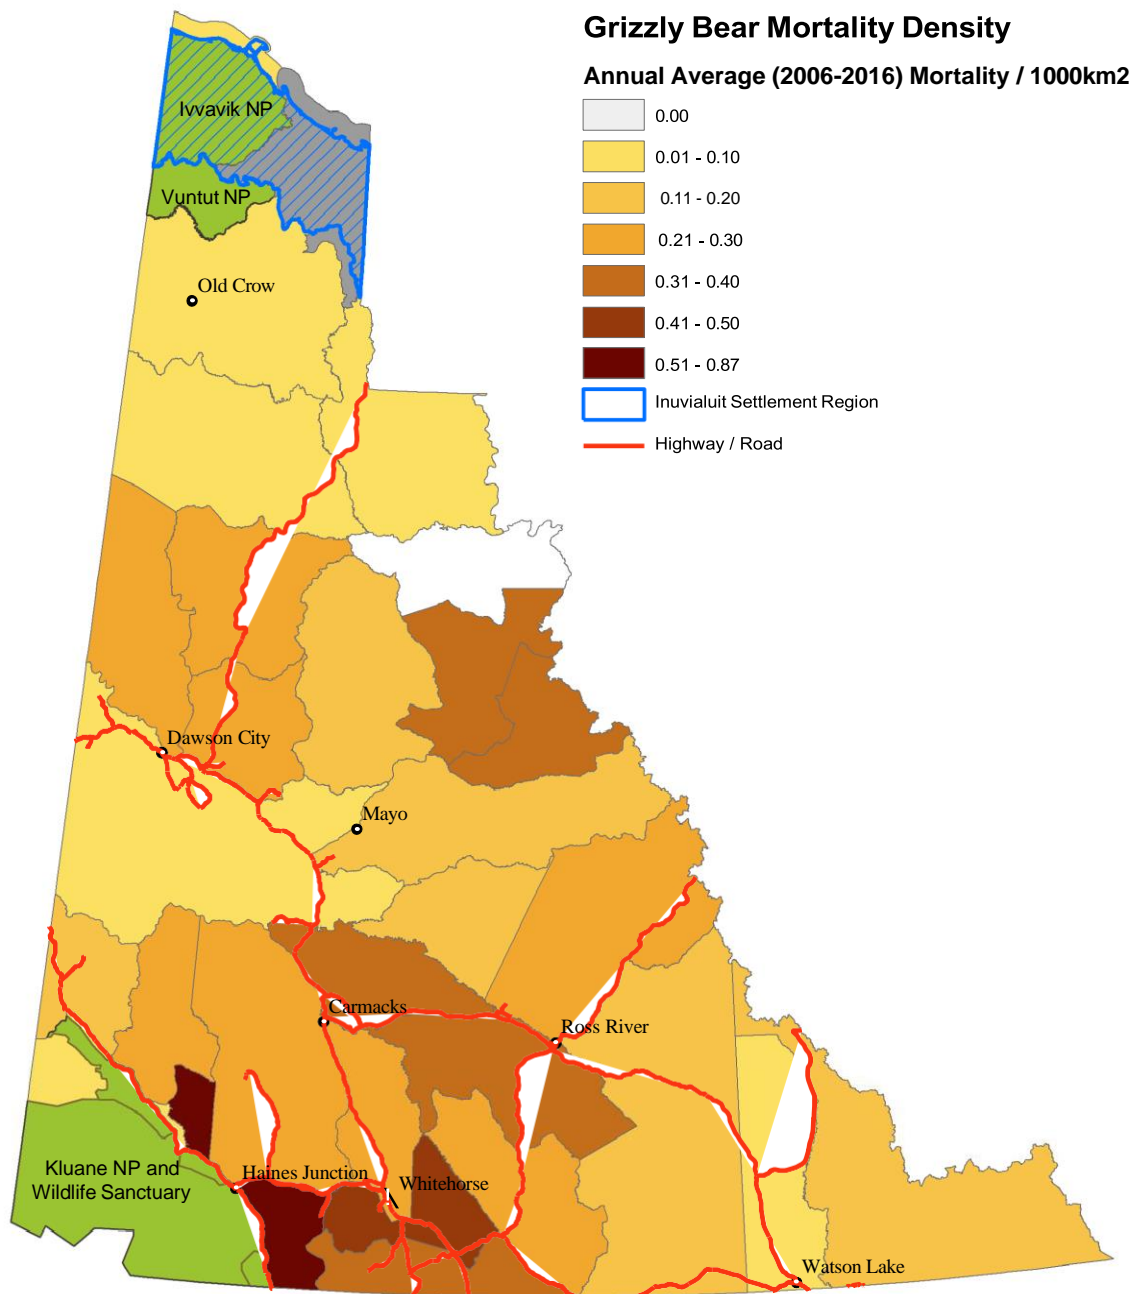 Grizzly Bear Mortality Density
Annual Average (2006-2016) Mortality / 1000km2
0.00
0.01 - 0.10
0.11 - 0.20
0.21 - 0.30
0.31 - 0.40
0.41 - 0.50
0.51 - 0.87
Inuvialuit Settlement Region
Highway / Road
Ivvavik NP
Vuntut NP
Old Crow
Dawson City
Mayo
Carmacks
Ross River
Kluane NP and
Wildlife Sanctuary
Haines Junction
Whitehorse
Watson Lake